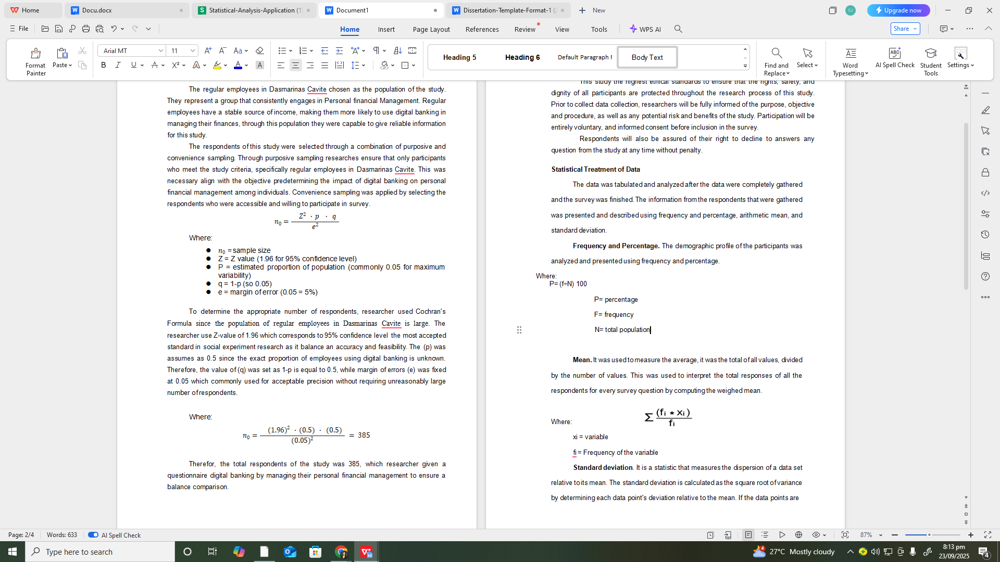 Home
Docu.docx
Statistical-Analysis-Application (1)
Document1
Dissertation-Template-Format-1 (2
New
CJ
Upgrade now
File
Home
Insert
Page Layout
References
Review
View
Tools
WPS AI
Share
Format Painter
Paste
Arial MT
11
Heading 5
Heading 6
Default Paragraph F
Body Text
Find and Replace
Select
Word Typesetting
AI Spell Check
Student Tools
Settings
The regular employees in Dasmarinas Cavite chosen as the population of the study.
They represent a group that consistently engages in Personal financial Management. Regular
employees have a stable source of income, making them more likely to use digital banking in
managing their finances, through this population they were capable to give reliable information
for this study.
The respondents of this study were selected through a combination of purposive and
convenience sampling. Through purposive sampling researches ensure that only participants
who meet the study criteria, specifically regular employees in Dasmarinas Cavite. This was
necessary align with the objective predetermining the impact of digital banking on personal
financial management among individuals. Convenience sampling was applied by selecting the
respondents who were accessible and willing to participate in survey.
n₀ = Z² · p · q / e²
Where:
● n₀ = sample size
● Z = Z value (1.96 for 95% confidence level)
● P = estimated proportion of population (commonly 0.05 for maximum
variability)
● q = 1-p (so 0.05)
● e = margin of error (0.05 = 5%)
To determine the appropriate number of respondents, researcher used Cochran's
Formula since the population of regular employees in Dasmarinas Cavite is large. The
researcher use Z-value of 1.96 which corresponds to 95% confidence level the most accepted
standard in social experiment research as it balance an accuracy and feasibility. The (p) was
assumes as 0.5 since the exact proportion of employees using digital banking is unknown.
Therefore, the value of (q) was set as 1-p is equal to 0.5, while margin of errors (e) was fixed
at 0.05 which commonly used for acceptable precision without requiring unreasonably large
number of respondents.
Where:
n₀ = (1.96)² · (0.5) · (0.5) / (0.05)² = 385
Therefor, the total respondents of the study was 385, which researcher given a
questionnaire digital banking by managing their personal financial management to ensure a
balance comparison.
This study the highest ethical standards to ensure that the rights, safety, and
dignity of all participants are protected throughout the research process of this study.
Prior to collect data collection, researchers will be fully informed of the purpose, objective
and procedure, as well as any potential risk and benefits of the study. Participation will be
entirely voluntary, and informed consent before inclusion in the survey.
Respondents will also be assured of their right to decline to answers any
question from the study at any time without penalty.
Statistical Treatment of Data
The data was tabulated and analyzed after the data were completely gathered
and the survey was finished. The information from the respondents that were gathered
was presented and described using frequency and percentage, arithmetic mean, and
standard deviation.
Frequency and Percentage. The demographic profile of the participants was
analyzed and presented using frequency and percentage.
Where:
P= (f÷N) 100
P= percentage
F= frequency
N= total population
Mean. It was used to measure the average, it was the total of all values, divided
by the number of values. This was used to interpret the total responses of all the
respondents for every survey question by computing the weighed mean.
Σ (fᵢ * xᵢ) / fᵢ
Where:
xi = variable
fi = Frequency of the variable
Standard deviation. It is a statistic that measures the dispersion of a data set
relative to its mean. The standard deviation is calculated as the square root of variance
by determining each data point's deviation relative to the mean. If the data points are
Page: 2/4
Words: 633
AI Spell Check
87%
Type here to search
4
27°C Mostly cloudy
8:13 pm
23/09/2025
4